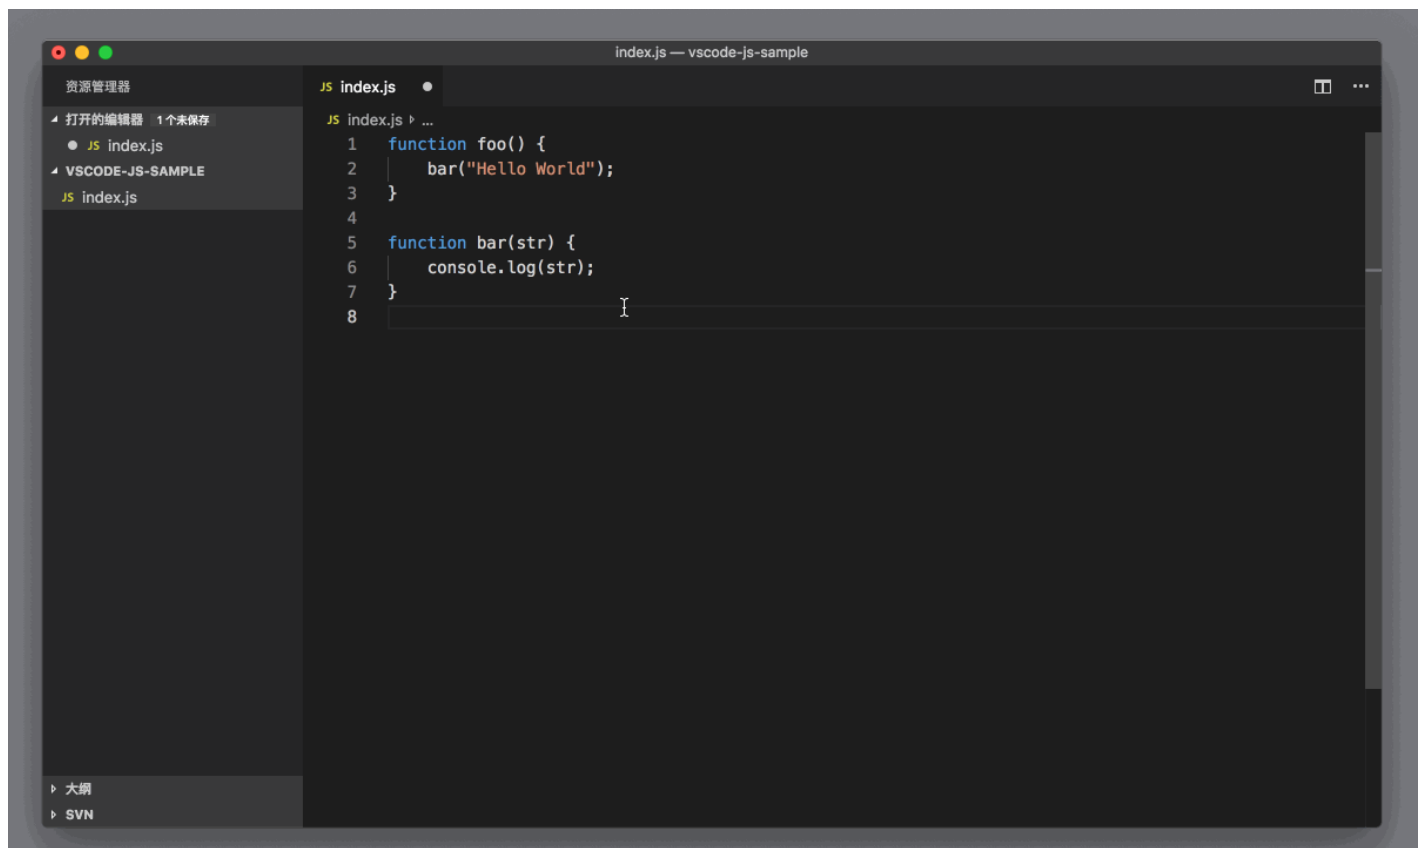 index.js — vscode-js-sample
资源管理器
打开的编辑器 1个未保存
JS index.js
VSCODE-JS-SAMPLE
JS index.js
大纲
SVN
JS index.js
JS index.js ...
1 function foo() {
2     bar("Hello World");
3 }
4
5 function bar(str) {
6     console.log(str);
7 }
8